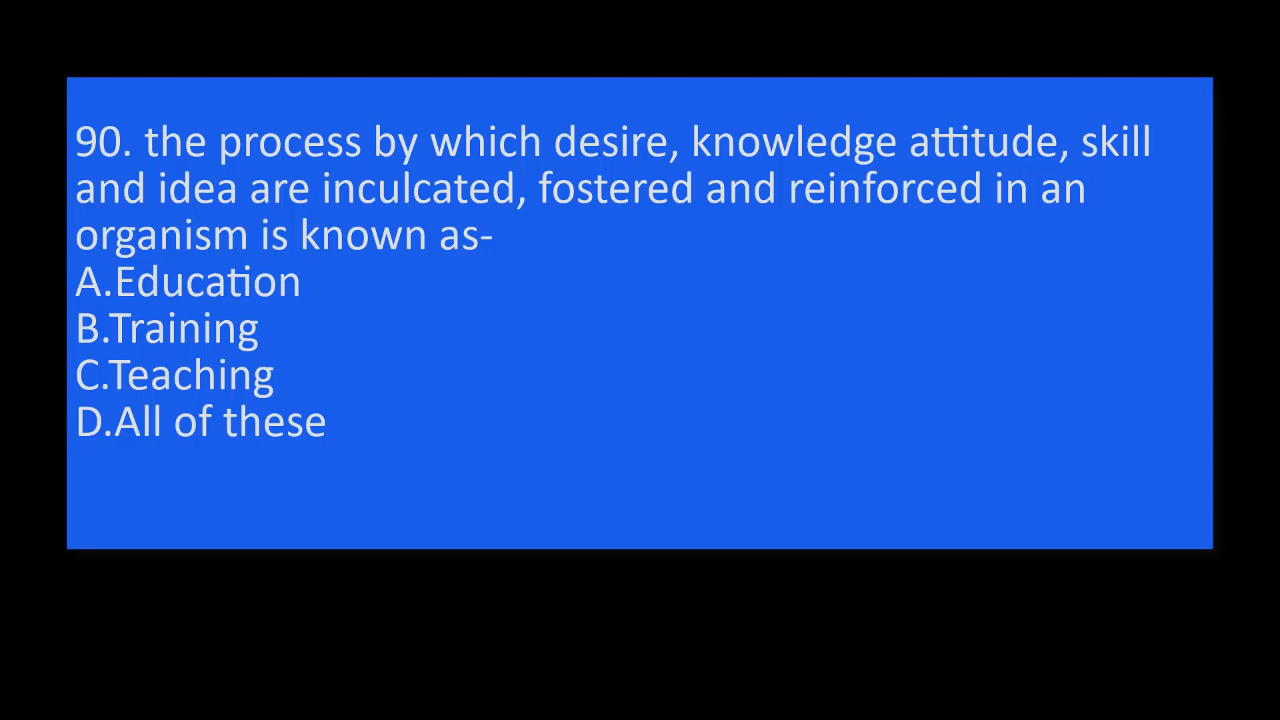 90. the process by which desire, knowledge attitude, skill
and idea are inculcated, fostered and reinforced in an
organism is known as-
A.Education
B.Training
C.Teaching
D.All of these